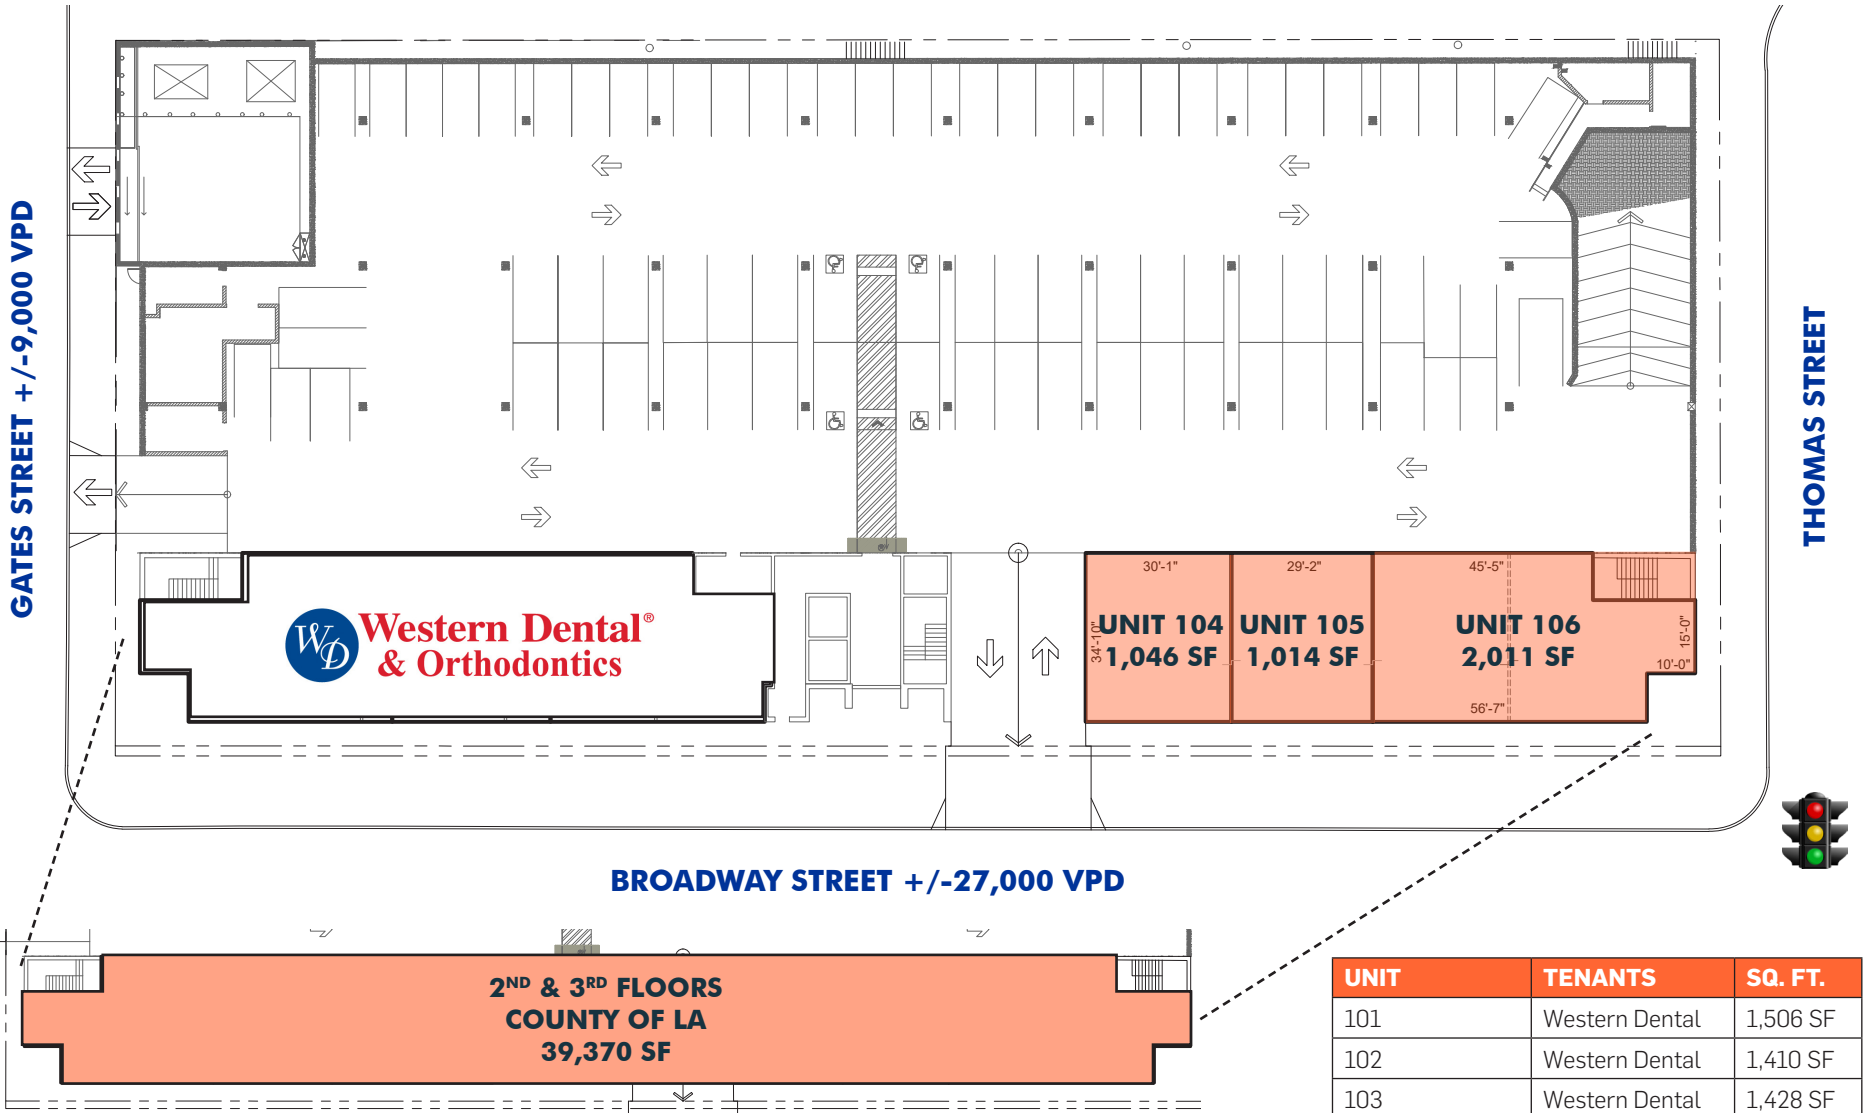 GATES STREET +/-9,000 VPD
THOMAS STREET
WD
Western Dental®
& Orthodontics
30'-1"
34'-10"
UNIT 104
1,046 SF
29'-2"
UNIT 105
1,014 SF
45'-5"
UNIT 106
2,011 SF
15'-0"
10'-0"
56'-7"
BROADWAY STREET +/-27,000 VPD
2ND & 3RD FLOORS
COUNTY OF LA
39,370 SF
UNIT TENANTS SQ. FT.
101 Western Dental 1,506 SF
102 Western Dental 1,410 SF
103 Western Dental 1,428 SF